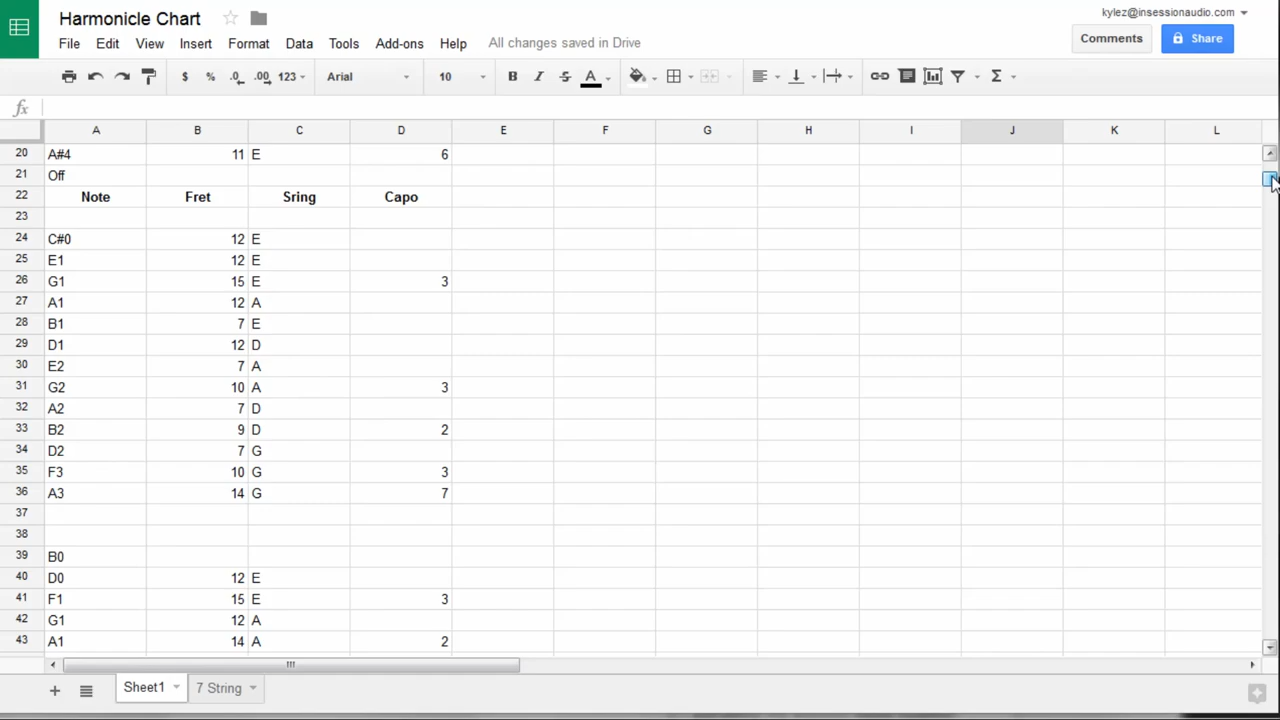 Harmonicle Chart
kylez@insessionaudio.com
File Edit View Insert Format Data Tools Add-ons Help All changes saved in Drive
Comments Share
$ % .0 .00 123 Arial 10 B I S A Σ
fx
A B C D E F G H I J K L
20 A#4 11 E 6
21 Off
22 Note Fret Sring Capo
23
24 C#0 12 E
25 E1 12 E
26 G1 15 E 3
27 A1 12 A
28 B1 7 E
29 D1 12 D
30 E2 7 A
31 G2 10 A 3
32 A2 7 D
33 B2 9 D 2
34 D2 7 G
35 F3 10 G 3
36 A3 14 G 7
37
38
39 B0
40 D0 12 E
41 F1 15 E 3
42 G1 12 A
43 A1 14 A 2
Sheet1 7 String